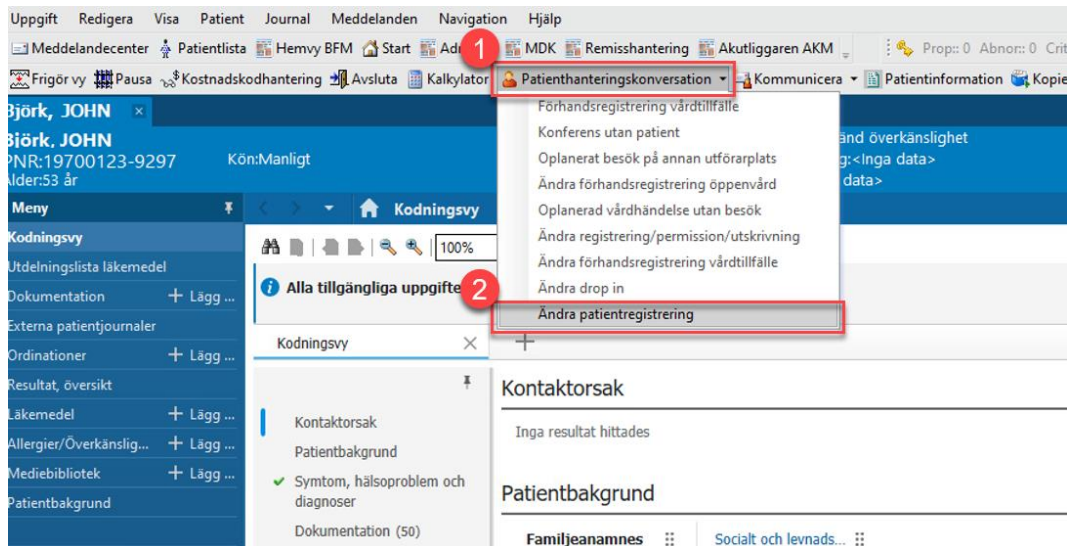 Uppgift Redigera Visa Patient Journal Meddelanden Navigation Hjälp
Meddelandecenter Patientlista Hemvy BFM Start MDK Remisshantering Akutliggaren AKM Prop:: 0 Abnor:: 0
1
Frigör vy Pausa Kostnadskodhantering Avsluta Kalkylator Patienthanteringskonversation Kommunicera Patientinformation
Björk, JOHN ×
Björk, JOHN
PNR:19700123-9297 Kön:Manligt
Ålder:53 år
överkänslighet
<Inga data>
data>
Förhandsregistrering vårdtillfälle
Konferens utan patient
Oplanerat besök på annan utförarplats
Ändra förhandsregistrering öppenvård
Oplanerad vårdhändelse utan besök
Ändra registrering/permission/utskrivning
Ändra förhandsregistrering vårdtillfälle
Ändra drop in
2
Ändra patientregistrering
Meny
Kodningsvy
Utdelningslista läkemedel
Dokumentation + Lägg ...
Externa patientjournaler
Ordinationer + Lägg ...
Resultat, översikt
Läkemedel + Lägg ...
Allergier/Överkänslig... + Lägg ...
Mediebibliotek + Lägg ...
Patientbakgrund
Kodningsvy
100%
Alla tillgängliga
Kodningsvy × +
Kontaktorsak
Patientbakgrund
Symtom, hälsoproblem och
diagnoser
Dokumentation (50)
Kontaktorsak
Inga resultat hittades
Patientbakgrund
Familjeanamnes Socialt och levnads...